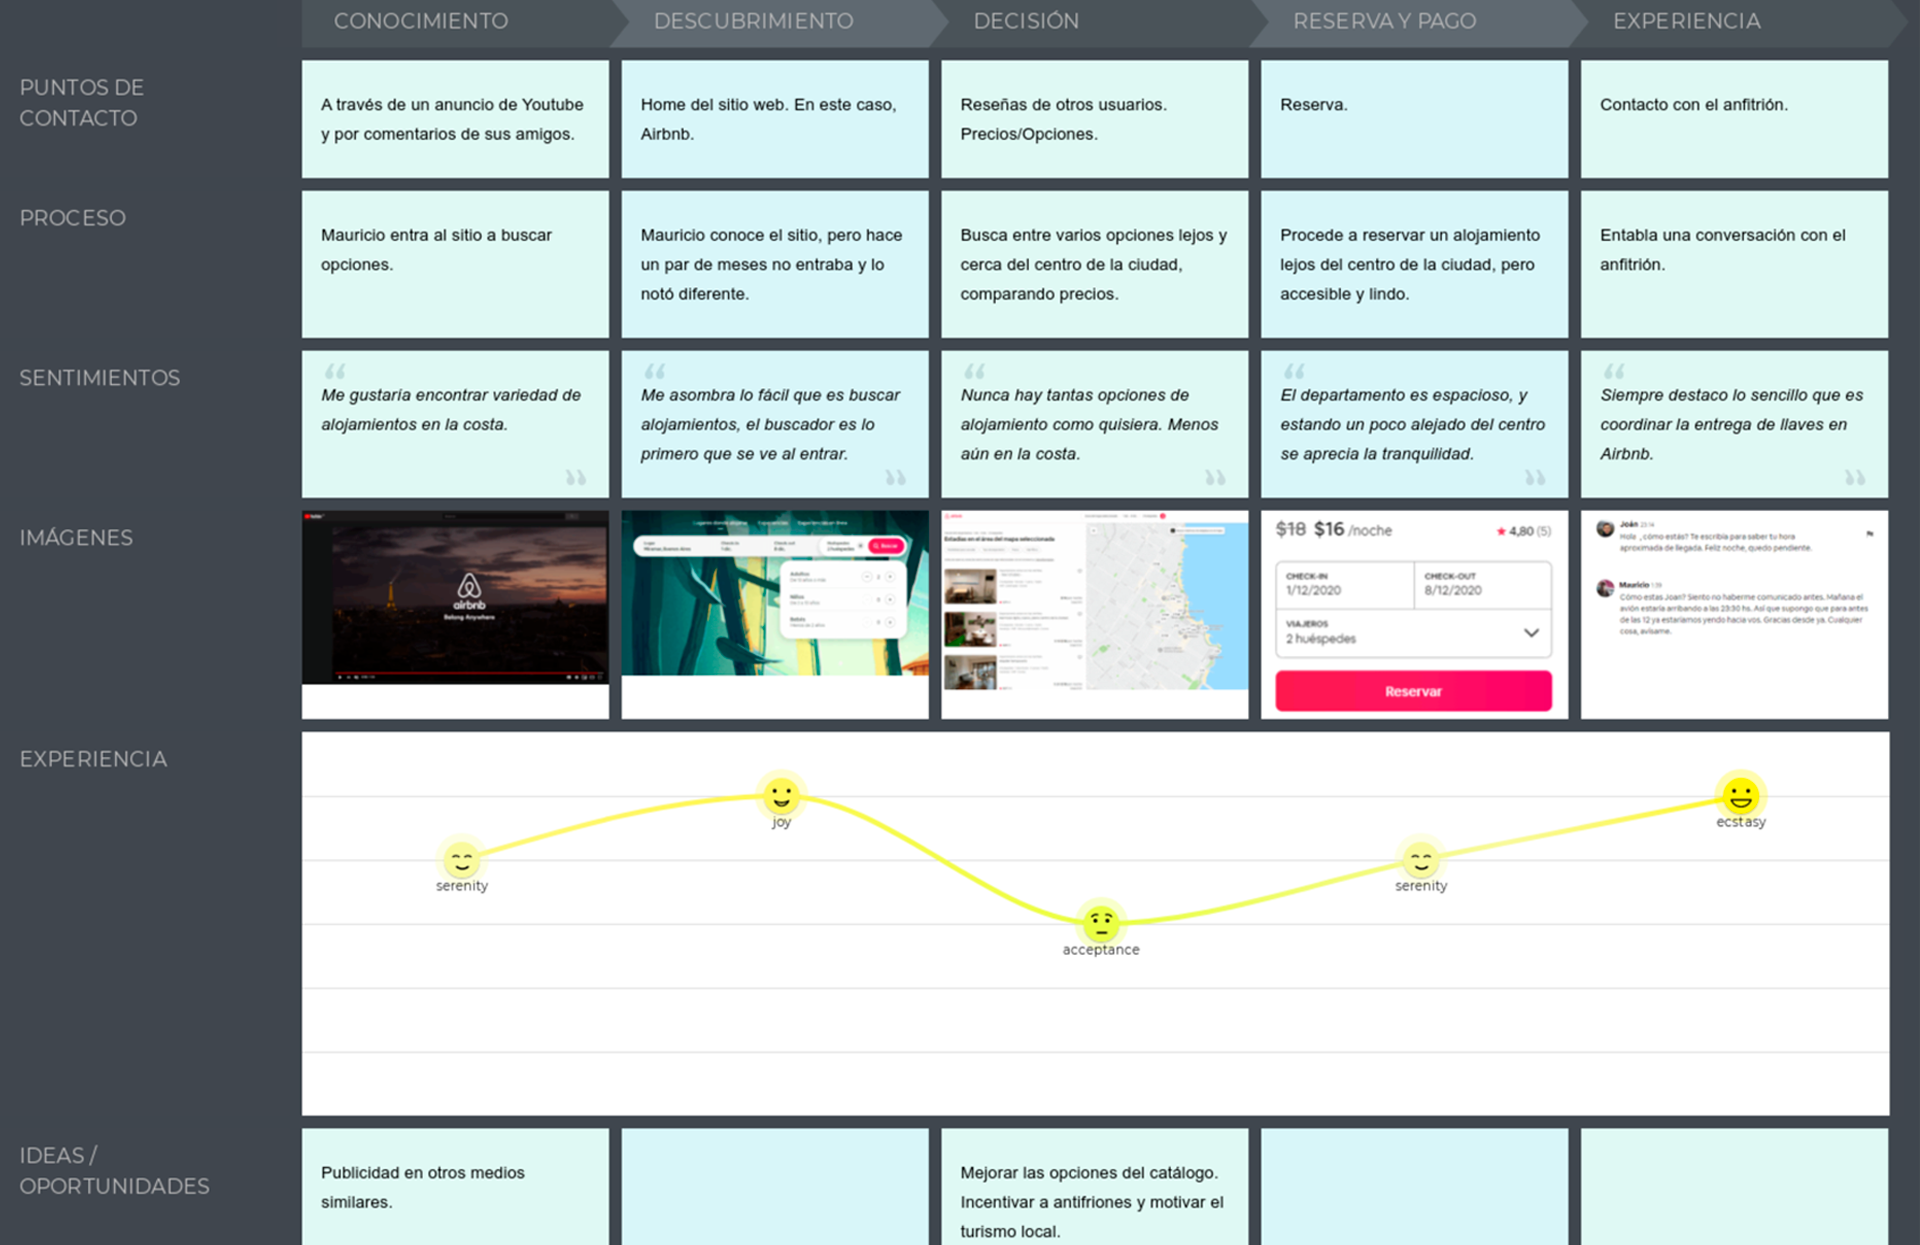 CONOCIMIENTO
DESCUBRIMIENTO
DECISIÓN
RESERVA Y PAGO
EXPERIENCIA
PUNTOS DE
CONTACTO
A través de un anuncio de Youtube
y por comentarios de sus amigos.
Home del sitio web. En este caso,
Airbnb.
Reseñas de otros usuarios.
Precios/Opciones.
Reserva.
Contacto con el anfitrión.
PROCESO
Mauricio entra al sitio a buscar
opciones.
Mauricio conoce el sitio, pero hace
un par de meses no entraba y lo
notó diferente.
Busca entre varios opciones lejos y
cerca del centro de la ciudad,
comparando precios.
Procede a reservar un alojamiento
lejos del centro de la ciudad, pero
accesible y lindo.
Entabla una conversación con el
anfitrión.
SENTIMIENTOS
“
Me gustaría encontrar variedad de
alojamientos en la costa.
”
“
Me asombra lo fácil que es buscar
alojamientos, el buscador es lo
primero que se ve al entrar.
”
“
Nunca hay tantas opciones de
alojamiento como quisiera. Menos
aún en la costa.
”
“
El departamento es espacioso, y
estando un poco alejado del centro
se aprecia la tranquilidad.
”
“
Siempre destaco lo sencillo que es
coordinar la entrega de llaves en
Airbnb.
”
IMÁGENES
airbnb
Belong Anywhere
Buscar
Adultos
Niños
Bebés
Estadías en el área del mapa seleccionada
$18 $16 /noche
4,80 (5)
CHECK-IN
1/12/2020
CHECK-OUT
8/12/2020
VIAJEROS
2 huéspedes
Reservar
Joán 23:14
Hola , cómo estás? Te escribía para saber tu hora
aproximada de llegada. Feliz noche, quedo pendiente.
Mauricio 1:39
Cómo estas Joan? Siento no haberme comunicado antes. Mañana el
avión estaría arribando a las 23:30 hs. Así que supongo que para antes
de las 12 ya estaríamos yendo hacia vos. Gracias desde ya. Cualquier
cosa, avisame.
EXPERIENCIA
serenity
joy
acceptance
serenity
ecstasy
IDEAS /
OPORTUNIDADES
Publicidad en otros medios
similares.
Mejorar las opciones del catálogo.
Incentivar a antifriones y motivar el
turismo local.